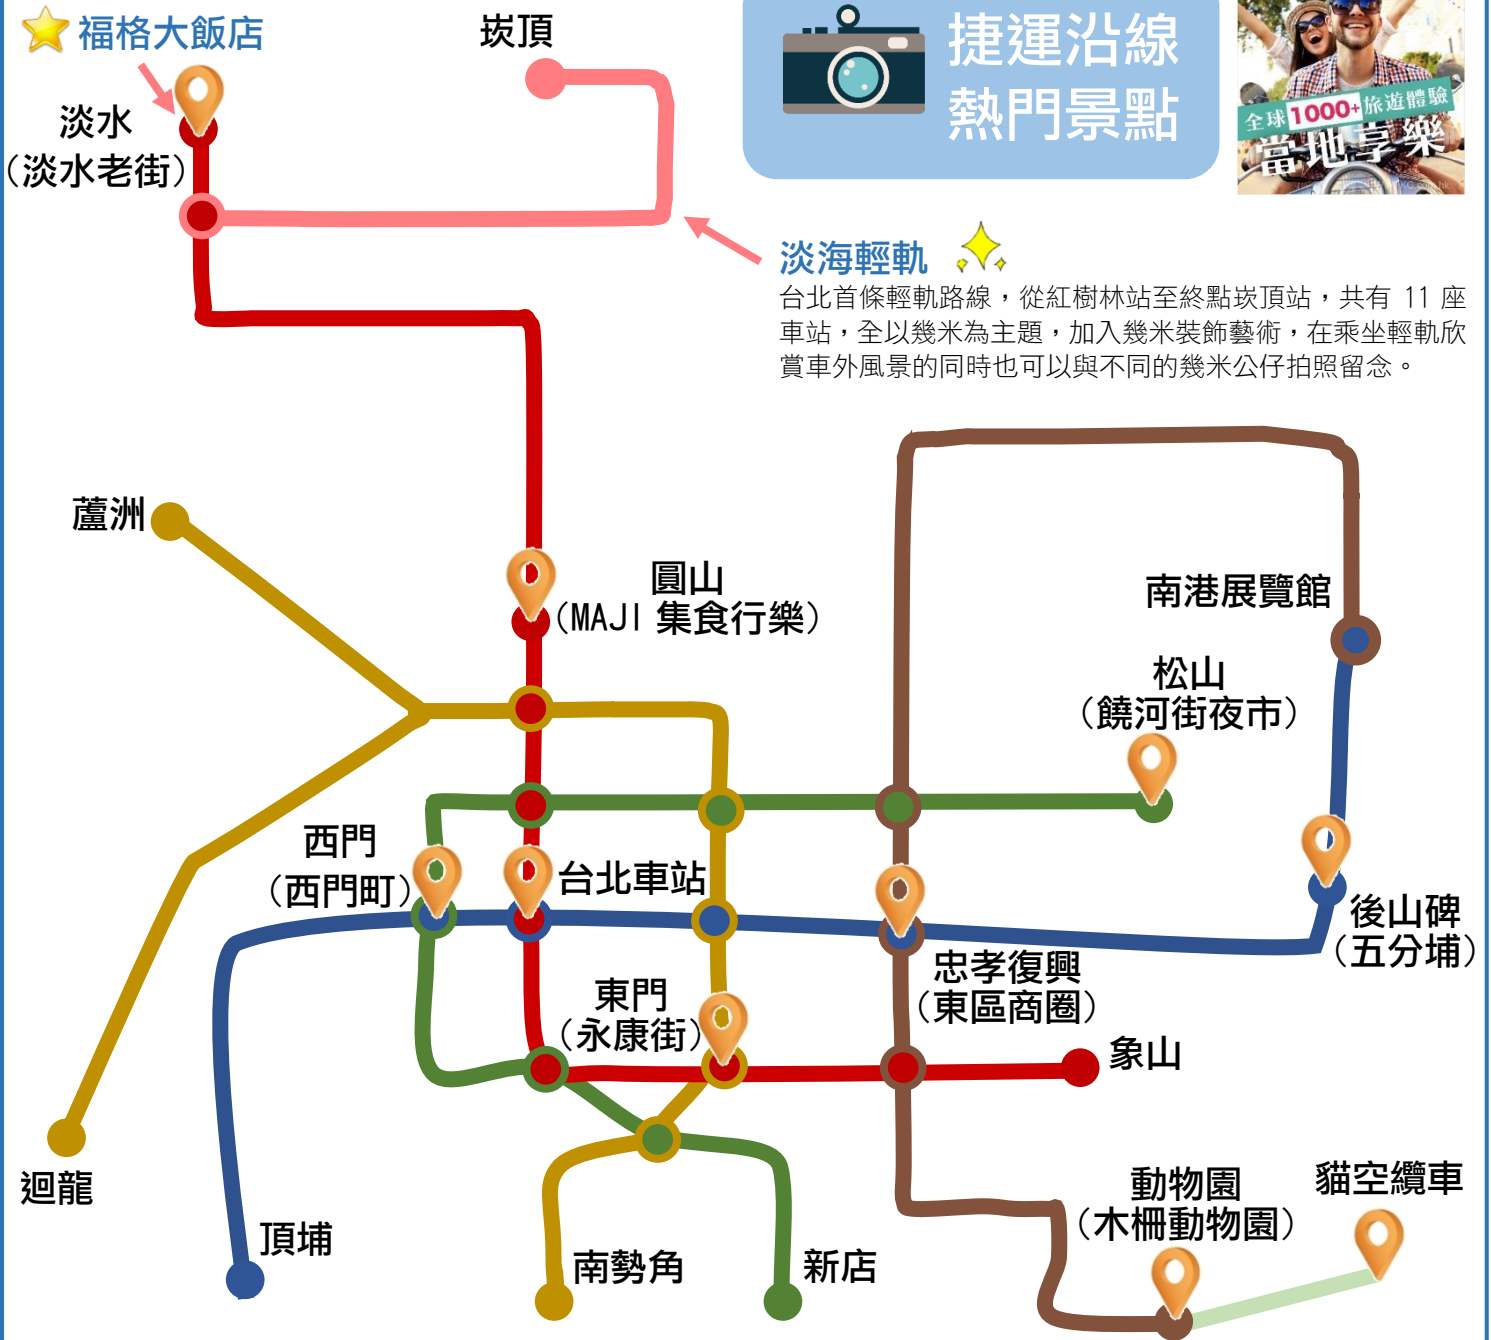 福格大飯店
崁頂
捷運沿線
熱門景點
全球1000+旅遊體驗
當地享樂
淡水
(淡水老街)
淡海輕軌
台北首條輕軌路線，從紅樹林站至終點崁頂站，共有 11 座
車站，全以幾米為主題，加入幾米裝飾藝術，在乘坐輕軌欣
賞車外風景的同時也可以與不同的幾米公仔拍照留念。
蘆洲
圓山
(MAJI 集食行樂)
南港展覽館
松山
(饒河街夜市)
西門
(西門町)
台北車站
後山碑
(五分埔)
忠孝復興
(東區商圈)
東門
(永康街)
象山
迴龍
頂埔
南勢角
新店
動物園
(木柵動物園)
貓空纜車